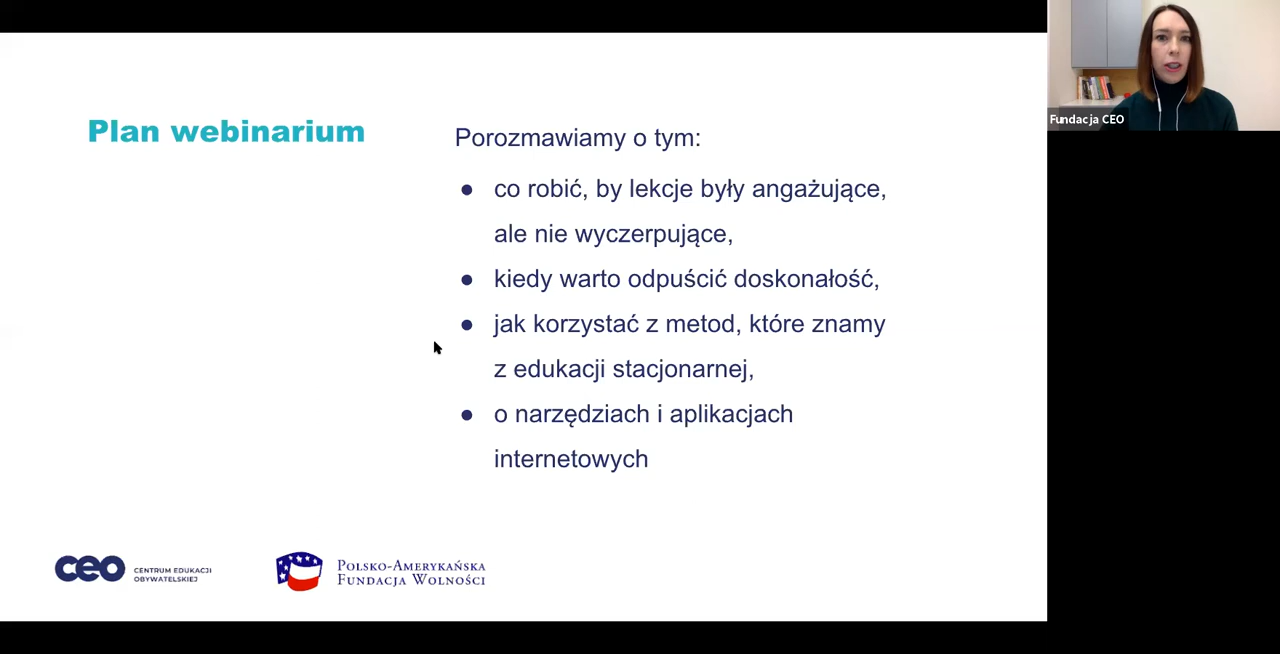 Plan webinarium
Porozmawiamy o tym:
● co robić, by lekcje były angażujące,
ale nie wyczerpujące,
● kiedy warto odpuścić doskonałość,
● jak korzystać z metod, które znamy
z edukacji stacjonarnej,
● o narzędziach i aplikacjach
internetowych
ceo
CENTRUM EDUKACJI
OBYWATELSKIEJ
POLSKO-AMERYKAŃSKA
FUNDACJA WOLNOŚCI
Fundacja CEO